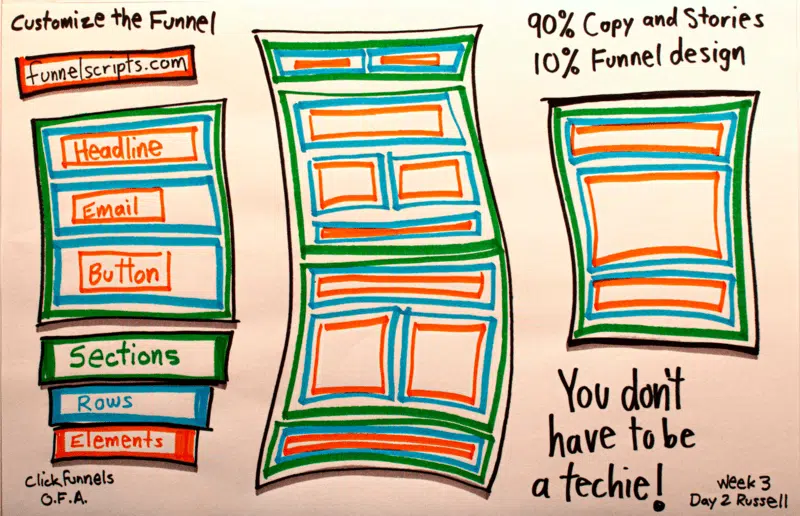 Customize the Funnel
funnelscripts.com
Headline
Email
Button
Sections
Rows
Elements
Clickfunnels
O.F.A.
90% Copy and Stories
10% Funnel design
You don't
have to be
a techie!
Week 3
Day 2 Russell